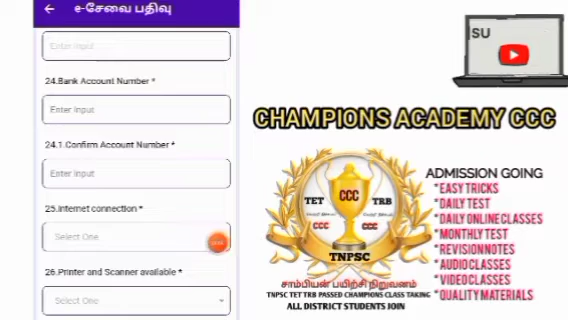 e-சேவை பதிவு
Enter Input
24.Bank Account Number *
Enter Input
24.1.Confirm Account Number *
Enter Input
25.Internet connection *
Select One
26.Printer and Scanner available *
Select One
SU
CHAMPIONS ACADEMY CCC
TET
CCC
TRB
CCC
CCC
TNPSC
சாம்பியன் பயிற்சி நிறுவனம்
TNPSC TET TRB PASSED CHAMPIONS CLASS TAKING
ALL DISTRICT STUDENTS JOIN
ADMISSION GOING
*EASY TRICKS
*DAILY TEST
*DAILY ONLINE CLASSES
*MONTHLY TEST
*REVISION NOTES
*AUDIO CLASSES
*VIDEO CLASSES
*QUALITY MATERIALS